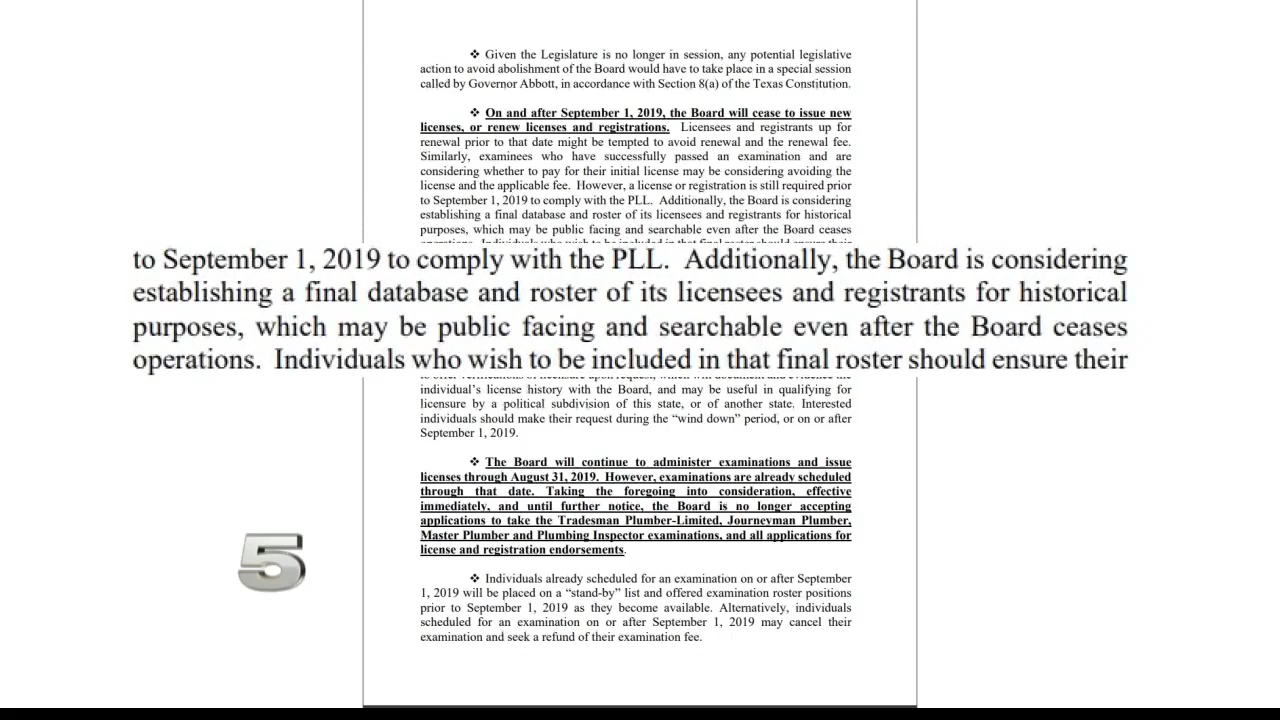 ❖ Given the Legislature is no longer in session, any potential legislative
action to avoid abolishment of the Board would have to take place in a special session
called by Governor Abbott, in accordance with Section 8(a) of the Texas Constitution.
❖ On and after September 1, 2019, the Board will cease to issue new
licenses, or renew licenses and registrations. Licensees and registrants up for
renewal prior to that date might be tempted to avoid renewal and the renewal fee.
Similarly, examinees who have successfully passed an examination and are
considering whether to pay for their initial license may be considering avoiding the
license and the applicable fee. However, a license or registration is still required prior
to September 1, 2019 to comply with the PLL. Additionally, the Board is considering
establishing a final database and roster of its licensees and registrants for historical
purposes, which may be public facing and searchable even after the Board ceases
to September 1, 2019 to comply with the PLL. Additionally, the Board is considering
establishing a final database and roster of its licensees and registrants for historical
purposes, which may be public facing and searchable even after the Board ceases
operations. Individuals who wish to be included in that final roster should ensure their
individual's license history with the Board, and may be useful in qualifying for
licensure by a political subdivision of this state, or of another state. Interested
individuals should make their request during the “wind down” period, or on or after
September 1, 2019.
❖ The Board will continue to administer examinations and issue
licenses through August 31, 2019. However, examinations are already scheduled
through that date. Taking the foregoing into consideration, effective
immediately, and until further notice, the Board is no longer accepting
applications to take the Tradesman Plumber-Limited, Journeyman Plumber,
Master Plumber and Plumbing Inspector examinations, and all applications for
license and registration endorsements.
5
❖ Individuals already scheduled for an examination on or after September
1, 2019 will be placed on a “stand-by” list and offered examination roster positions
prior to September 1, 2019 as they become available. Alternatively, individuals
scheduled for an examination on or after September 1, 2019 may cancel their
examination and seek a refund of their examination fee.